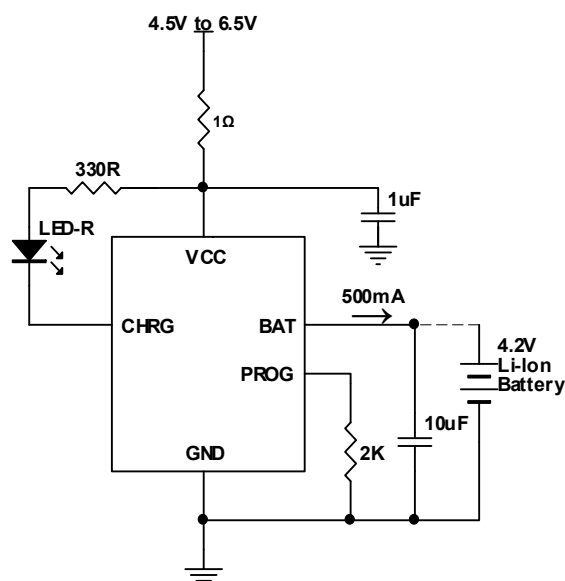 4.5V to 6.5V
1Ω
330R
1uF
LED-R
VCC
500mA
CHRG
BAT
4.2V
Li-Ion
Battery
PROG
10uF
2K
GND